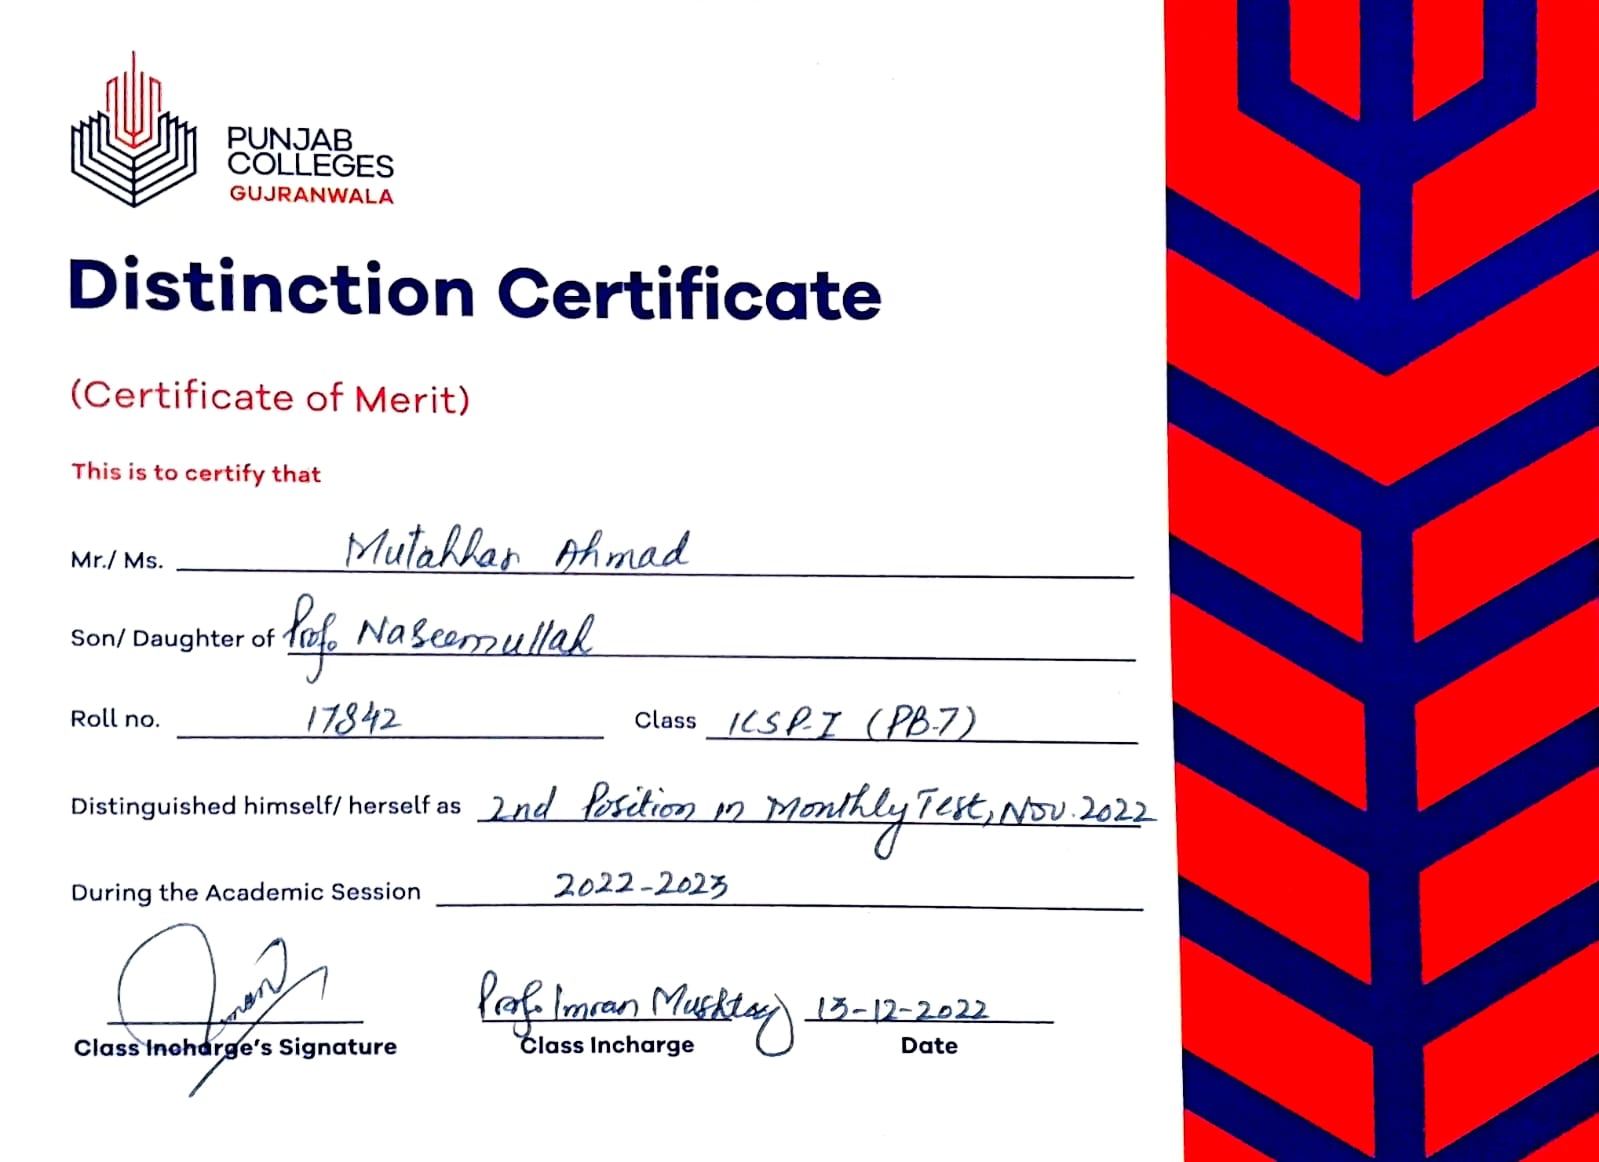 PUNJAB
COLLEGES
GUJRANWALA
Distinction Certificate
(Certificate of Merit)
This is to certify that
Mr./ Ms. Mutahhar Ahmad
Son/ Daughter of Prof. Naseemullah
Roll no. 17842 Class ICSP-I (PB-7)
Distinguished himself/ herself as 2nd Position in Monthly Test, Nov. 2022
During the Academic Session 2022-2023
Prof. Imran Mushtaq 13-12-2022
Class Incharge's Signature Class Incharge Date